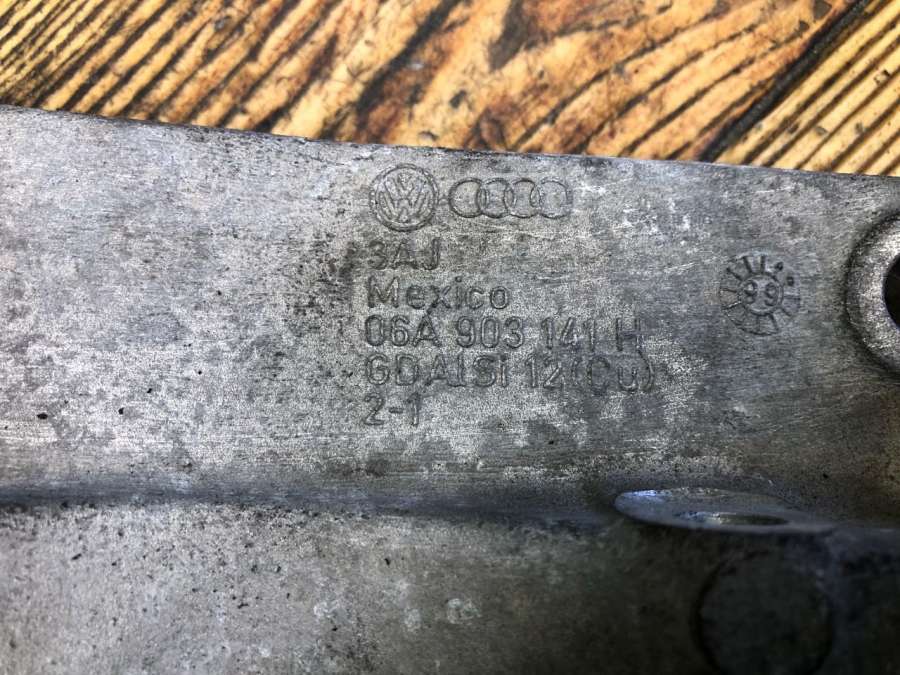 3AJ
Mexico
06A 903 141 H
GDAlSi 12(Cu)
2-1
99